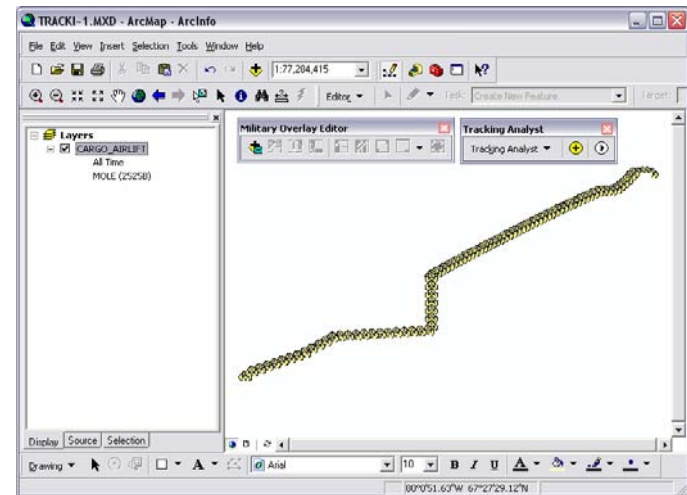 TRACKI~1.MXD - ArcMap - ArcInfo
File Edit View Insert Selection Tools Window Help
1:77,284,415
Editor Task: Create New Feature Target:
Layers
CARGO_AIRLIFT
All Time
MOLE (25258)
Military Overlay Editor
Tracking Analyst
Tracking Analyst
Display Source Selection
Drawing A Arial 10 B I U A
80°0'51.63"W 67°27'29.12"N